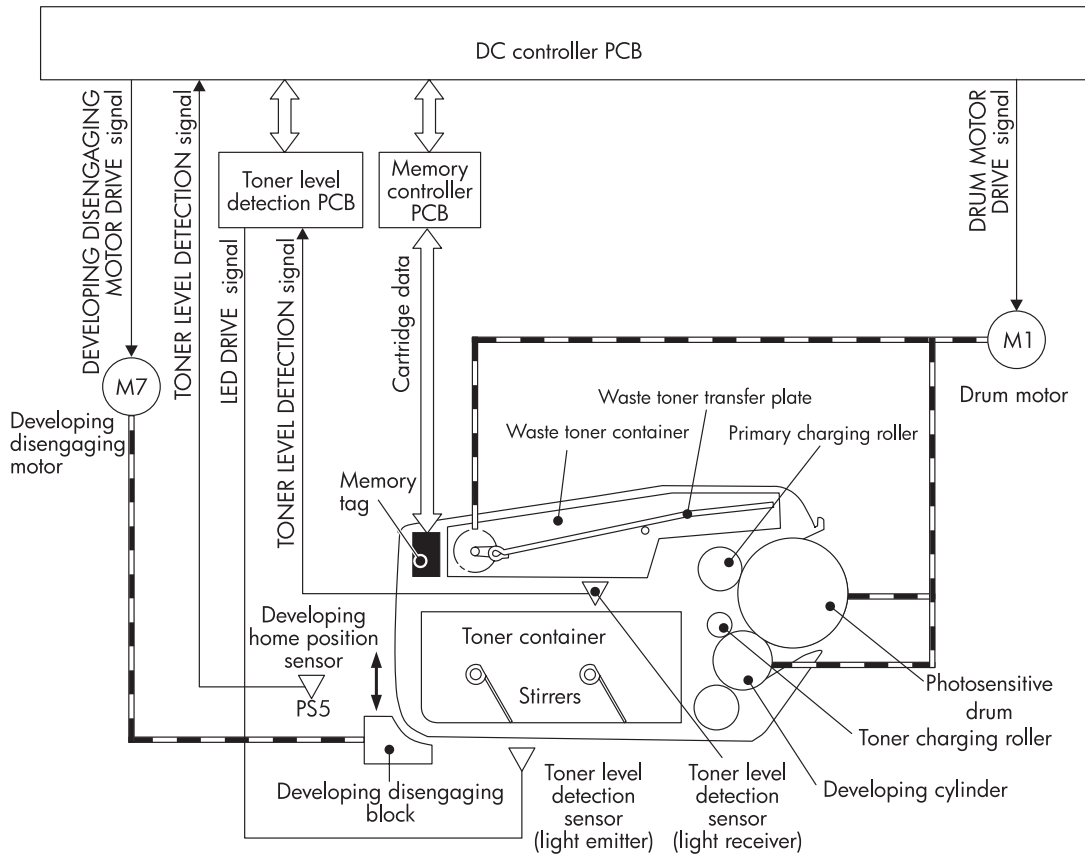 DC controller PCB
DEVELOPING DISENGAGING
MOTOR DRIVE signal
TONER LEVEL DETECTION signal
Toner level
detection PCB
Memory
controller
PCB
DRUM MOTOR
DRIVE signal
LED DRIVE signal
TONER LEVEL DETECTION signal
Cartridge data
M7
Developing
disengaging
motor
M1
Drum motor
Waste toner transfer plate
Waste toner container
Primary charging roller
Memory
tag
Developing
home position
sensor
PS5
Toner container
Stirrers
Photosensitive
drum
Toner charging roller
Developing cylinder
Developing disengaging
block
Toner level
detection
sensor
(light emitter)
Toner level
detection
sensor
(light receiver)